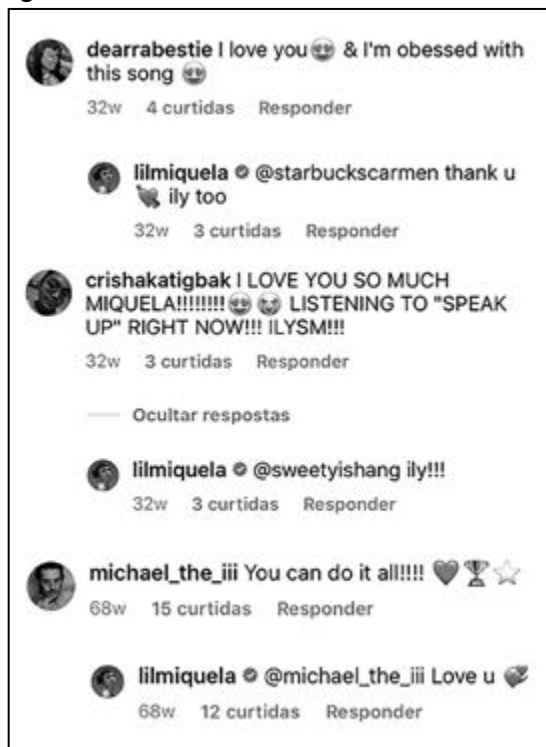 dearrabestie I love you😍 & I'm obessed with
this song 😍
32w 4 curtidas Responder
lilmiquela @starbuckscarmen thank u
💘 ily too
32w 3 curtidas Responder
crishakatigbak I LOVE YOU SO MUCH
MIQUELA!!!!!!!!😍😭 LISTENING TO "SPEAK
UP" RIGHT NOW!!! ILYSM!!!
32w 3 curtidas Responder
Ocultar respostas
lilmiquela @sweetyishang ily!!!
32w 3 curtidas Responder
michael_the_iii You can do it all!!!! ❤️🏆⭐
68w 15 curtidas Responder
lilmiquela @michael_the_iii Love u 💞
68w 12 curtidas Responder